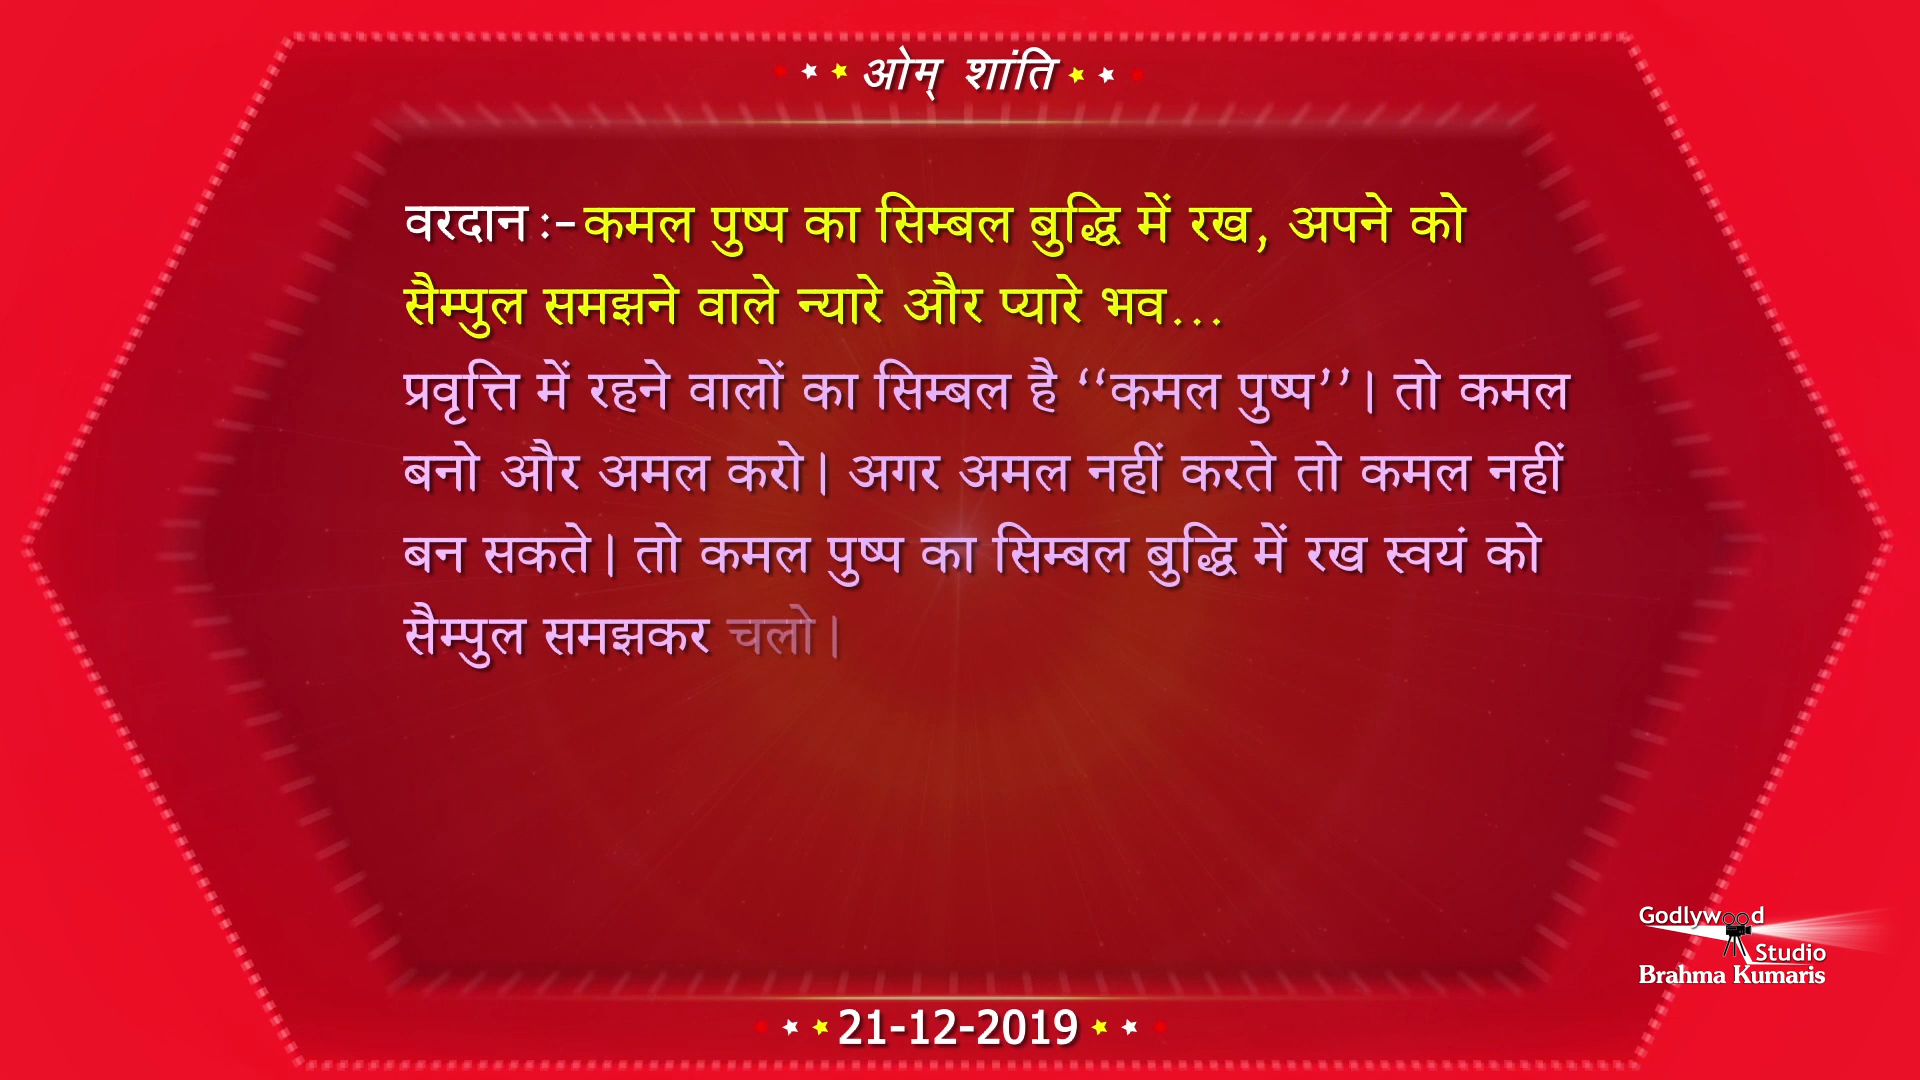 ओम् शांति
वरदान :-कमल पुष्प का सिम्बल बुद्धि में रख, अपने को
सैम्पुल समझने वाले न्यारे और प्यारे भव...
प्रवृत्ति में रहने वालों का सिम्बल है ‘‘कमल पुष्प’’। तो कमल
बनो और अमल करो। अगर अमल नहीं करते तो कमल नहीं
बन सकते। तो कमल पुष्प का सिम्बल बुद्धि में रख स्वयं को
सैम्पुल समझकर चलो।
Godlywood
Studio
Brahma Kumaris
21-12-2019